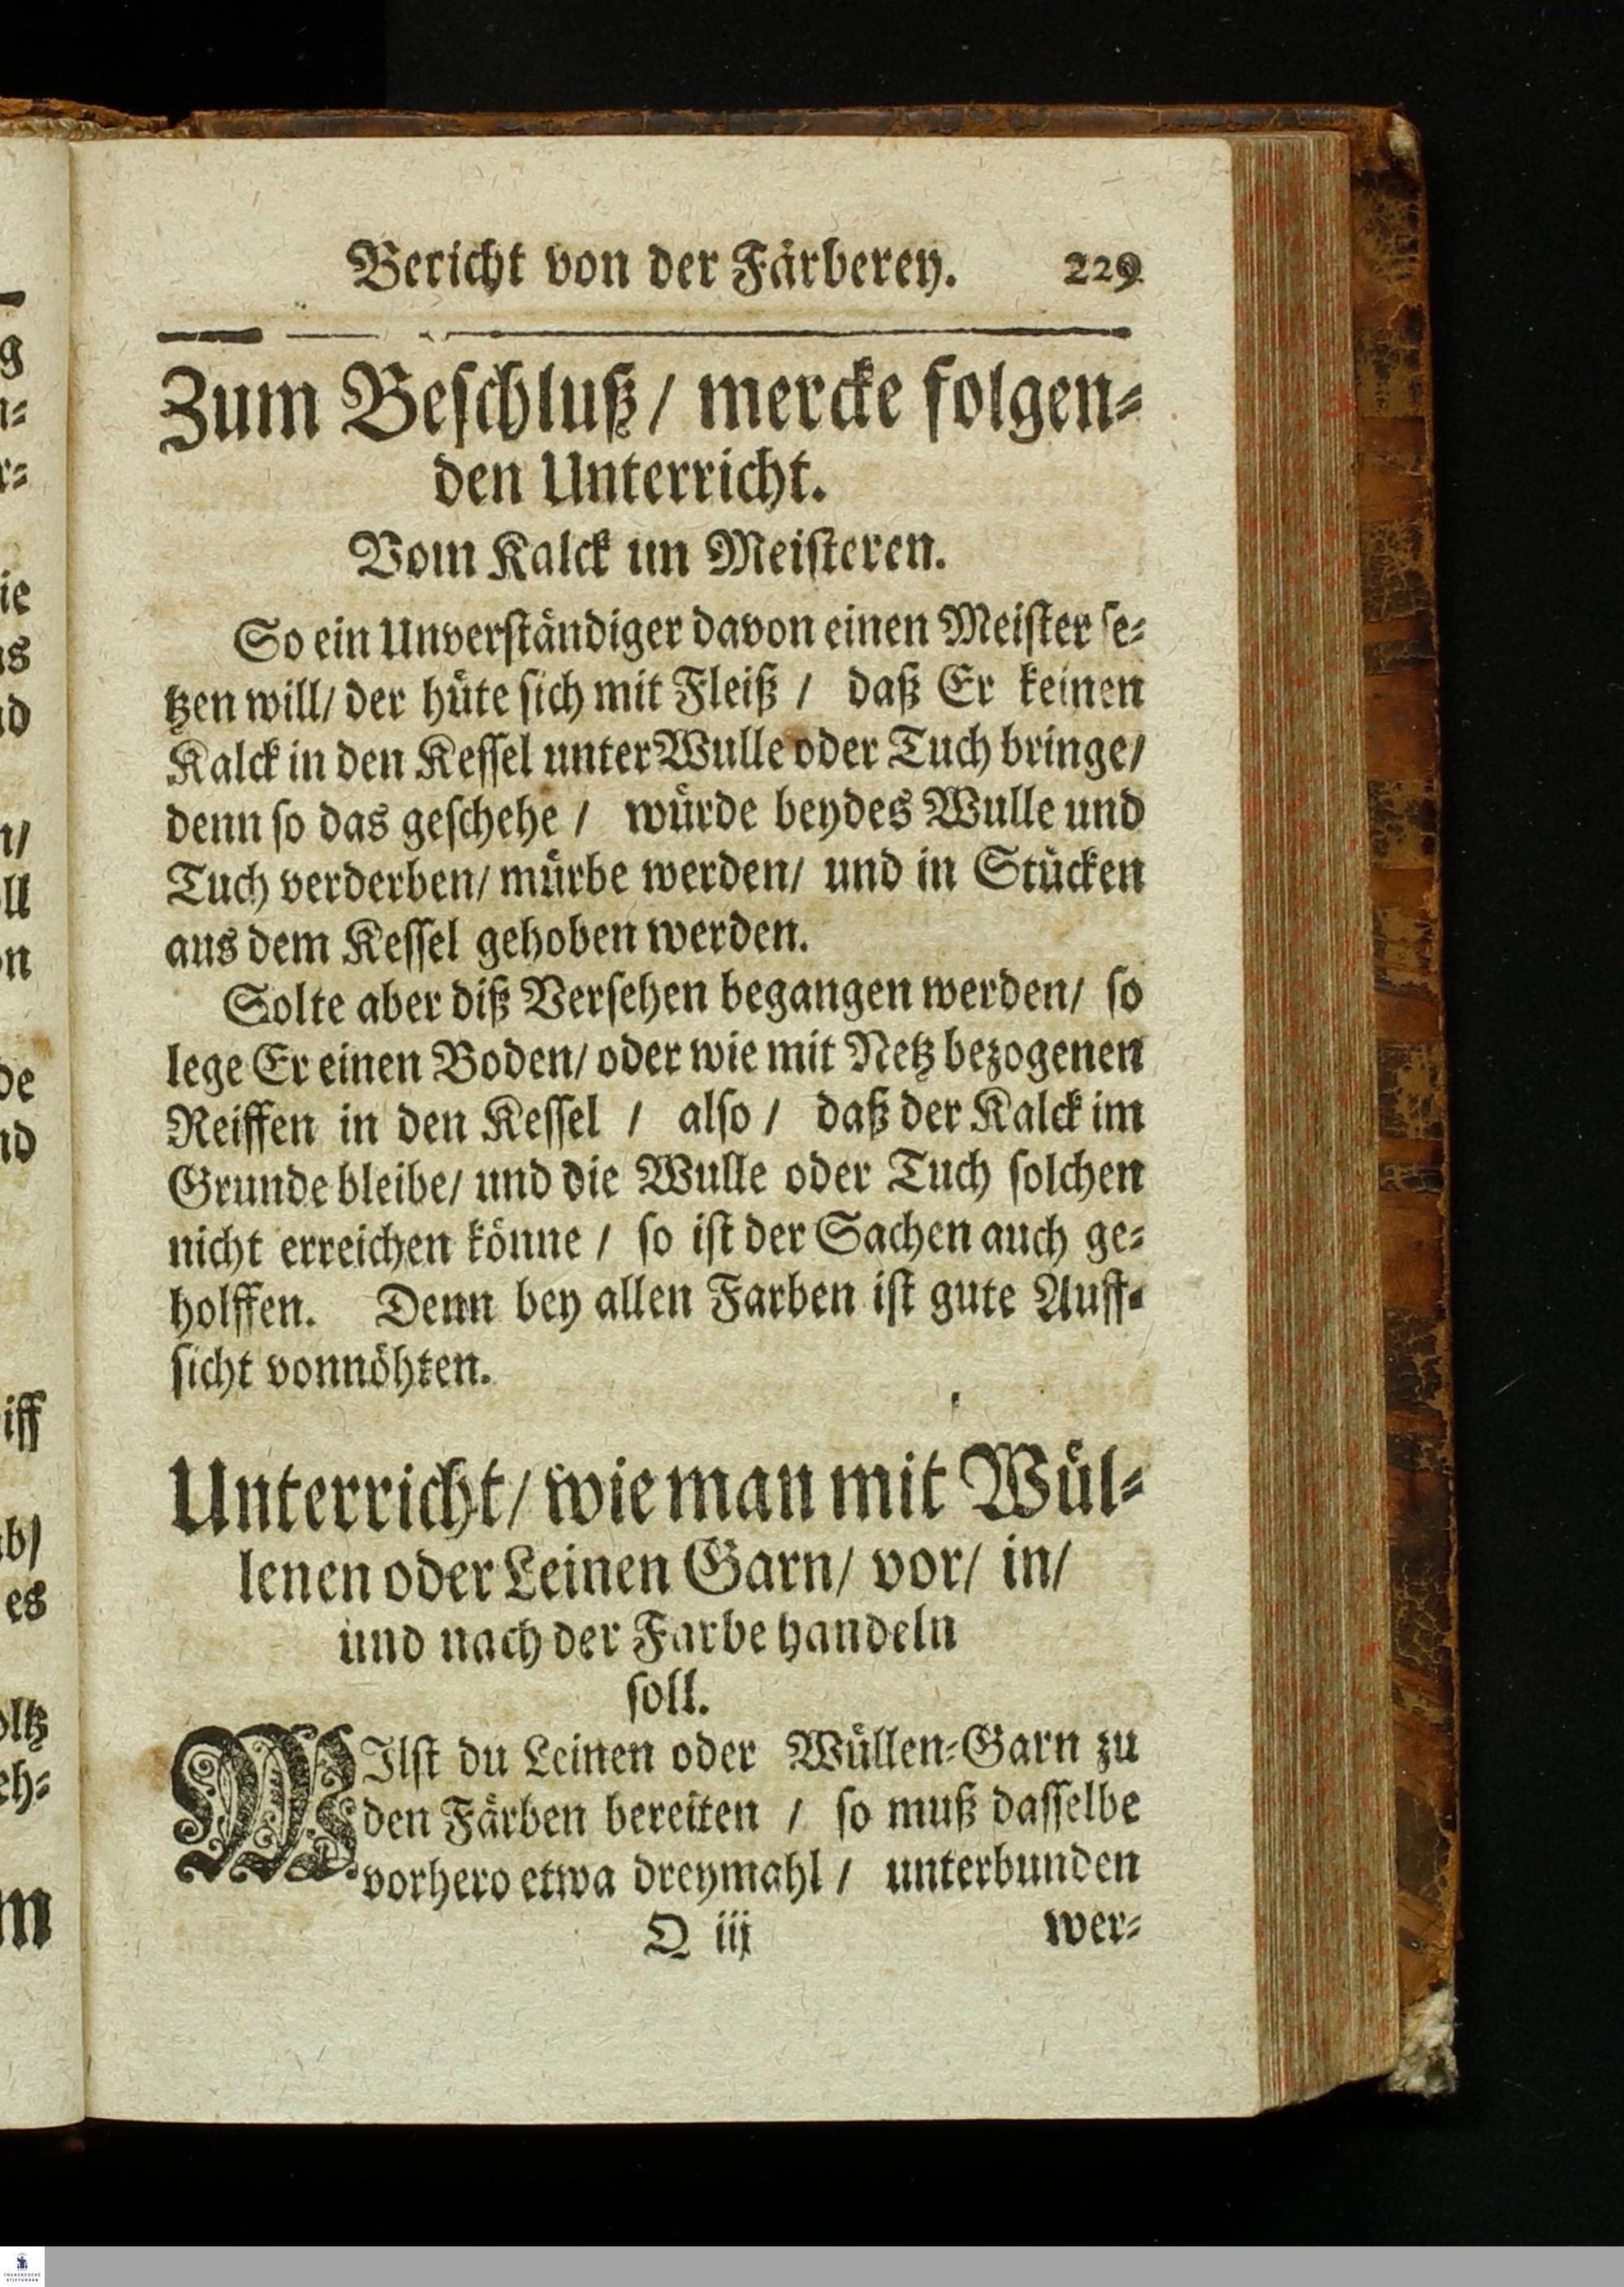 Bericht von der Färberey. 229
Zum Beschluß / mercke folgen-
den Unterricht.
Vom Kalck im Meisteren.
So ein Unverständiger davon einen Meister se-
tzen will / der hüte sich mit Fleiß / daß Er keinen
Kalck in den Kessel unter Wulle oder Tuch bringe /
denn so das geschehe / würde beydes Wulle und
Tuch verderben / mürbe werden / und in Stücken
aus dem Kessel gehoben werden.
Solte aber diß Versehen begangen werden / so
lege Er einen Boden / oder wie mit Netz bezogenen
Reiffen in den Kessel / also / daß der Kalck im
Grunde bleibe / und die Wulle oder Tuch solchen
nicht erreichen könne / so ist der Sachen auch ge-
holffen. Denn bey allen Farben ist gute Auff-
sicht vonnöhten.
Unterricht / wie man mit Wül-
lenen oder Leinen Garn / vor / in /
und nach der Farbe handeln
soll.
WIlst du Leinen oder Wüllen-Garn zu
den Färben bereiten / so muß dasselbe
vorhero etwa dreymahl / unterbunden
Q iij wer-
FRANCKESCHE
STIFTUNGEN